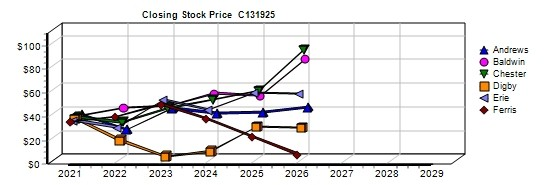 Closing Stock Price C131925
$100
$80
$60
$40
$20
$0
2021 2022 2023 2024 2025 2026 2027 2028 2029
Andrews
Baldwin
Chester
Digby
Erie
Ferris